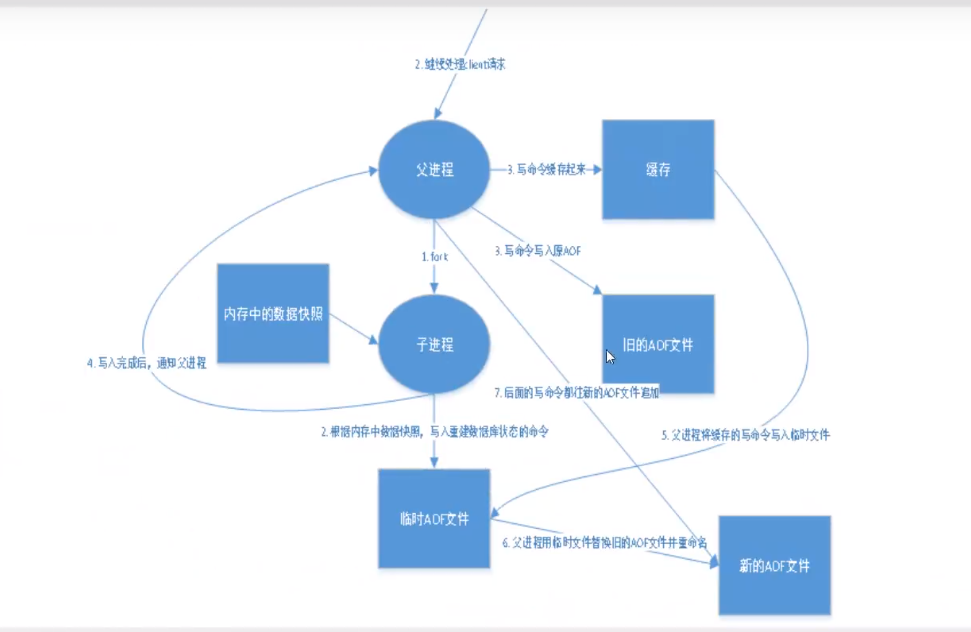 2. 继续处理client请求
父进程
3. 写命令缓存起来
缓存
1. fork
3. 写命令写入原AOF
内存中的数据快照
子进程
旧的AOF文件
4. 写入完成后，通知父进程
7. 后面的写命令都往新的AOF文件追加
2. 根据内存中数据快照，写入重建数据库状态的命令
5. 父进程将缓存的写命令写入临时文件
临时AOF文件
6. 父进程用临时文件替换旧的AOF文件并重命名
新的AOF文件